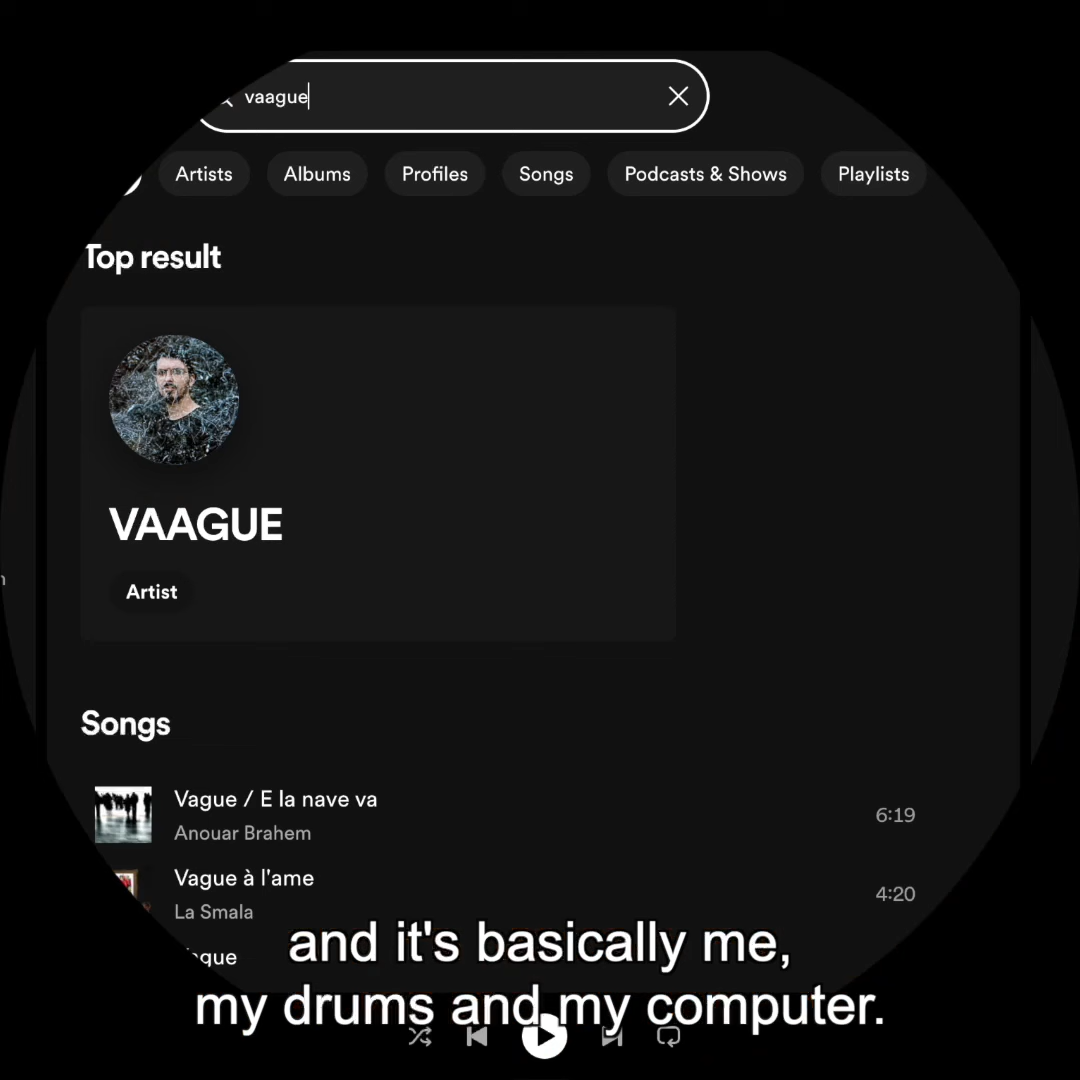 vaague
Artists Albums Profiles Songs Podcasts & Shows Playlists
Top result
VAAGUE
Artist
Songs
Vague / E la nave va
Anouar Brahem
6:19
Vague à l'ame
La Smala
4:20
and it's basically me,
my drums and my computer.